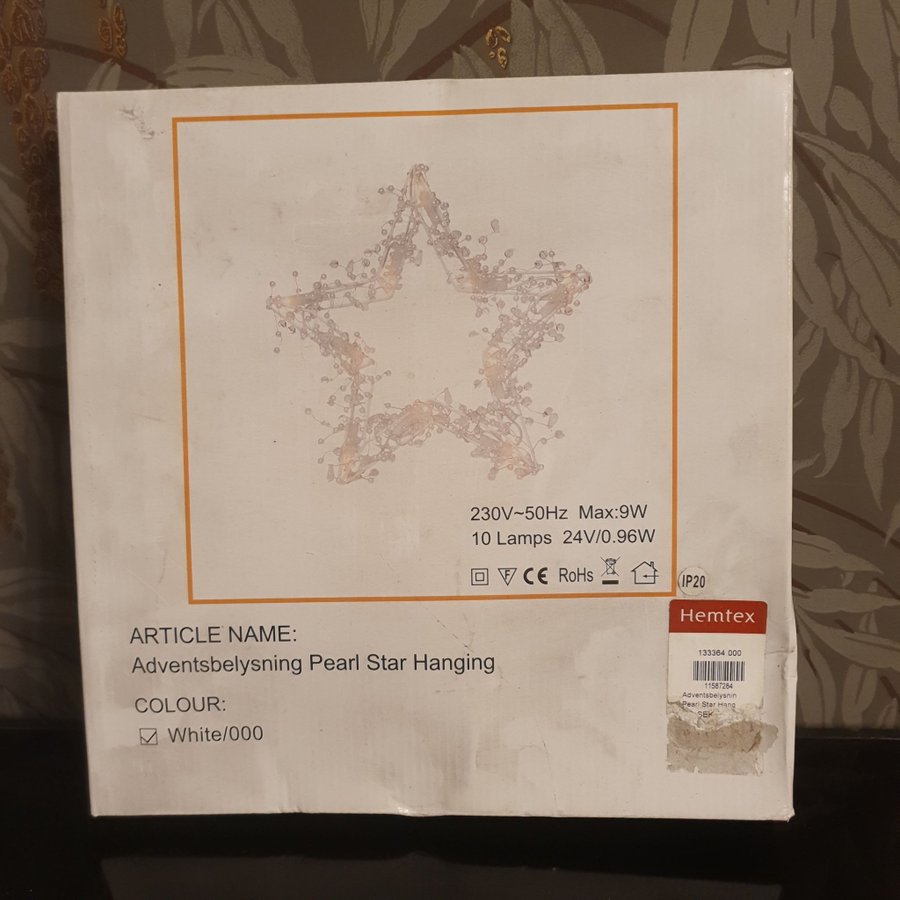 230V~50Hz Max:9W
10 Lamps 24V/0.96W
F CE RoHs
IP20
Hemtex
133364 000
11587284
Adventsbelysnin
Pearl Star Hang
SEK
ARTICLE NAME:
Adventsbelysning Pearl Star Hanging
COLOUR:
White/000